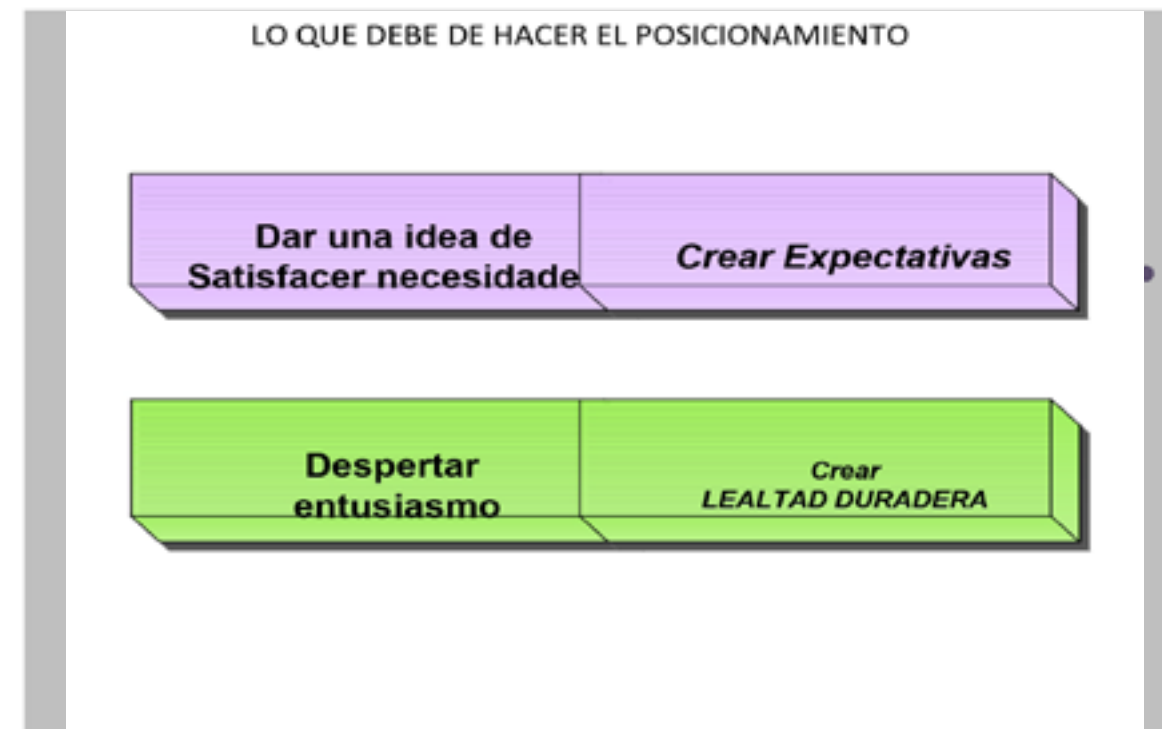 LO QUE DEBE DE HACER EL POSICIONAMIENTO
Dar una idea de
Satisfacer necesidade
Crear Expectativas
Despertar
entusiasmo
Crear
LEALTAD DURADERA